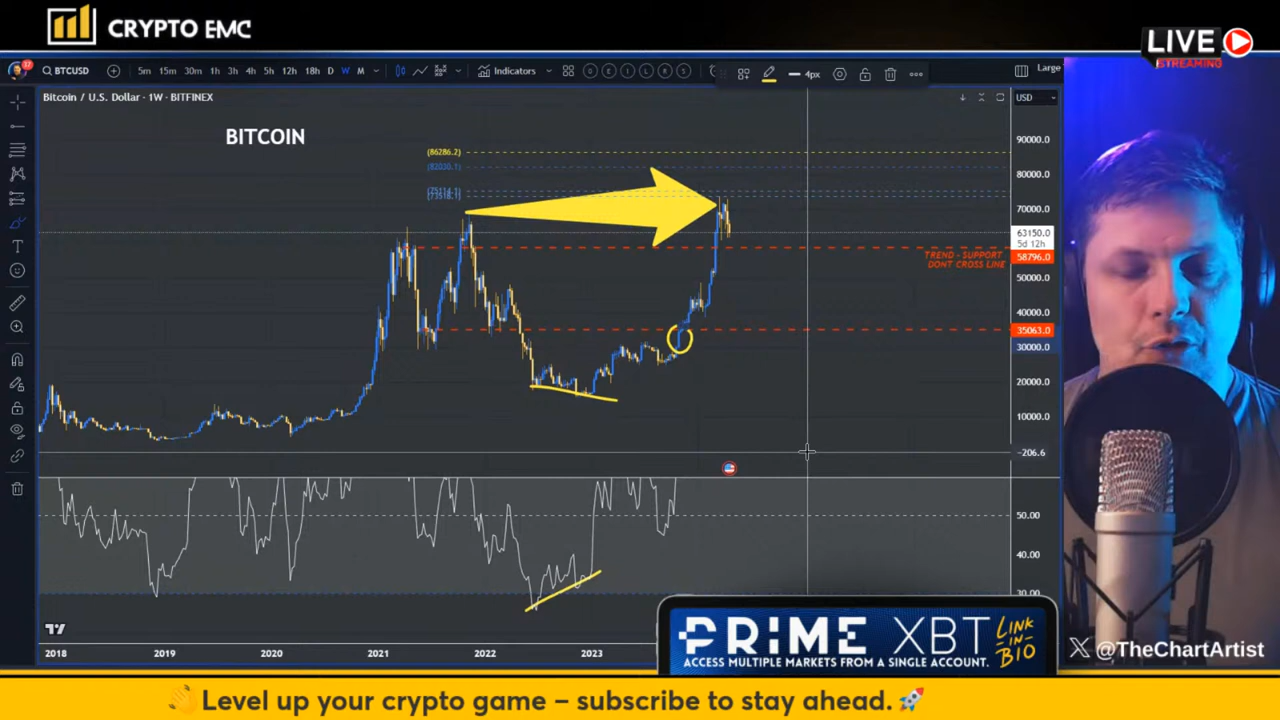 CRYPTO EMC
LIVE
STREAMING
BTCUSD
5m 15m 30m 1h 3h 4h 5h 12h 18h D W M
Indicators
4px
Large
Bitcoin / U.S. Dollar · 1W · BITFINEX
USD
BITCOIN
(86286.2)
(73518.1)
90000.0
80000.0
70000.0
63150.0
5d 12h
58796.0
50000.0
40000.0
35063.0
30000.0
20000.0
10000.0
-206.6
TREND - SUPPORT
DONT CROSS LINE
50.00
40.00
30.00
2018 2019 2020 2021 2022 2023
PRIME XBT
ACCESS MULTIPLE MARKETS FROM A SINGLE ACCOUNT.
LINK
-IN-
BIO
@TheChartArtist
👋 Level up your crypto game – subscribe to stay ahead. 🚀